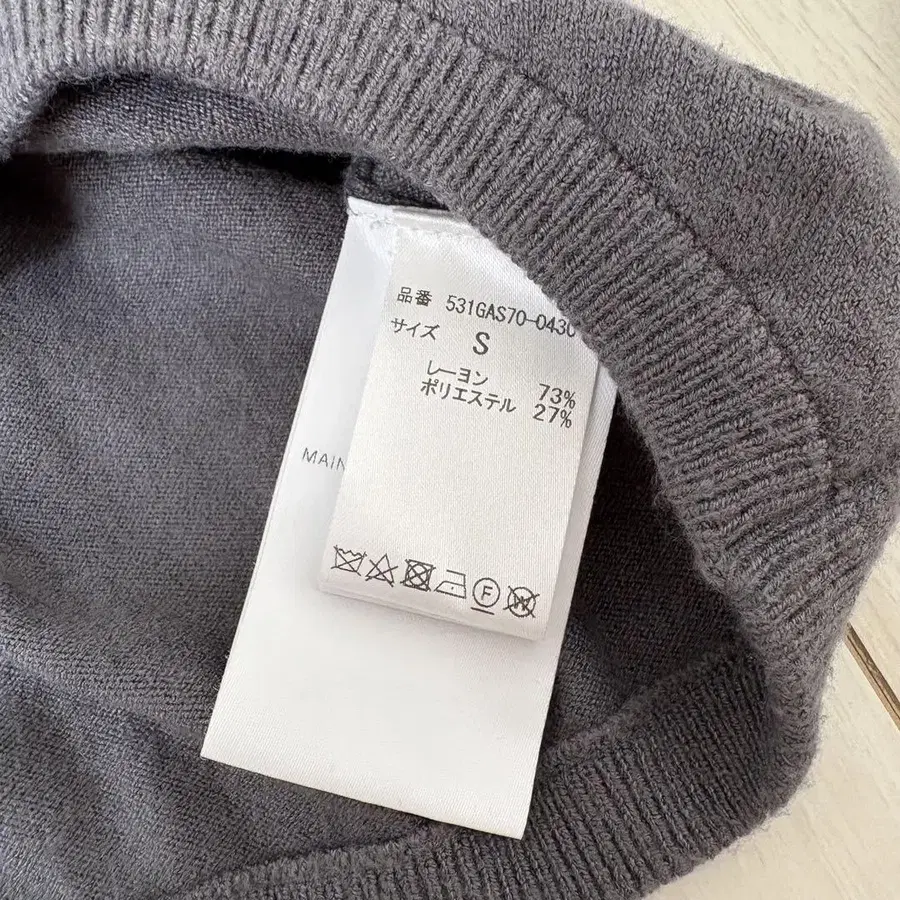 品番 531GAS70-0430
サイズ S
レーヨン 73%
ポリエステル 27%
MAIN
F
W